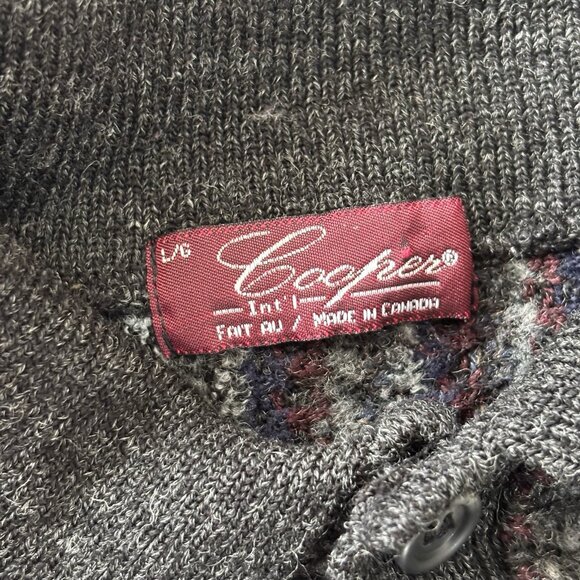 L/G
Cooper®
Int'l
FAIT AU / MADE IN CANADA